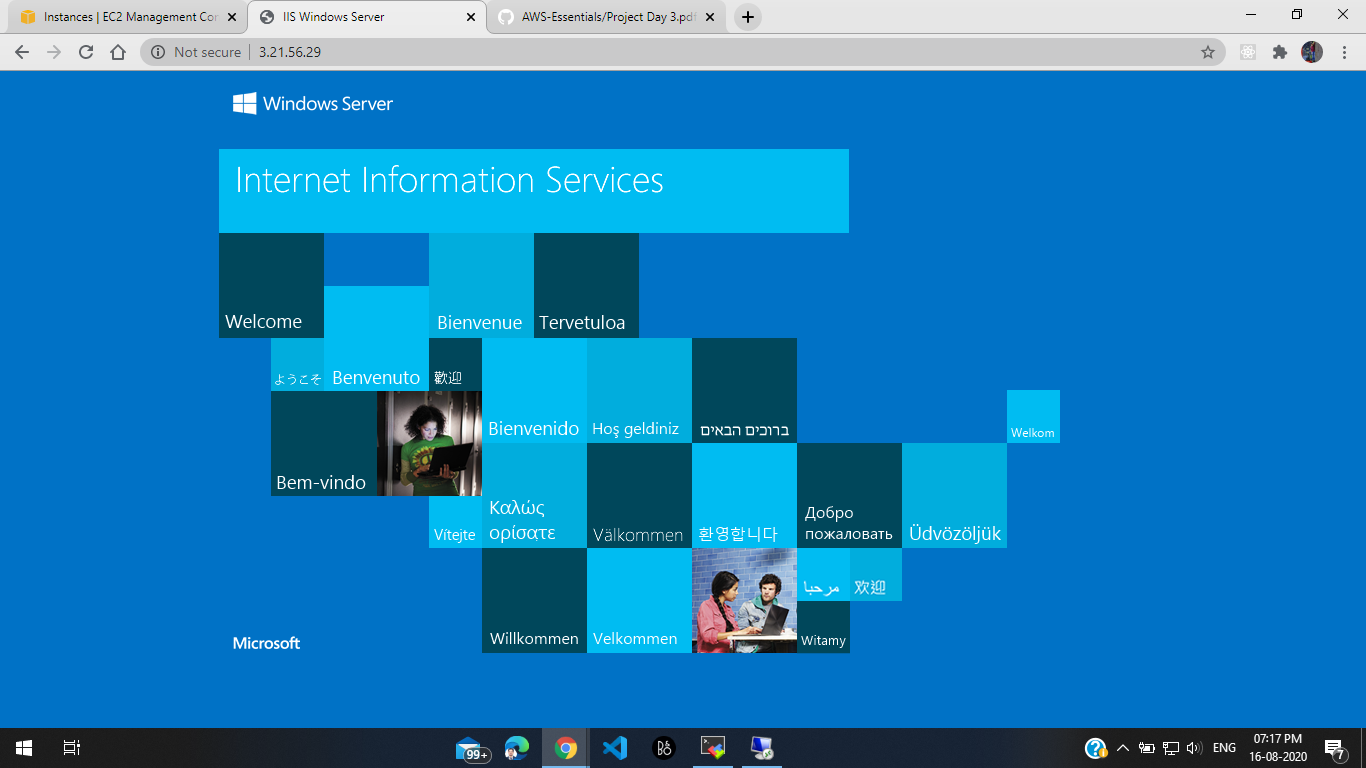 Instances | EC2 Management Con
IIS Windows Server
AWS-Essentials/Project Day 3.pdf
Not secure
3.21.56.29
Windows Server
Internet Information Services
Welcome
Bienvenue
Tervetuloa
ようこそ
Benvenuto
歡迎
Bienvenido
Hoş geldiniz
ברוכים הבאים
Welkom
Bem-vindo
Vítejte
Καλώς
ορίσατε
Välkommen
환영합니다
Добро
пожаловать
Üdvözöljük
Willkommen
Velkommen
مرحبا
欢迎
Witamy
Microsoft
99+
ENG
07:17 PM
16-08-2020
7